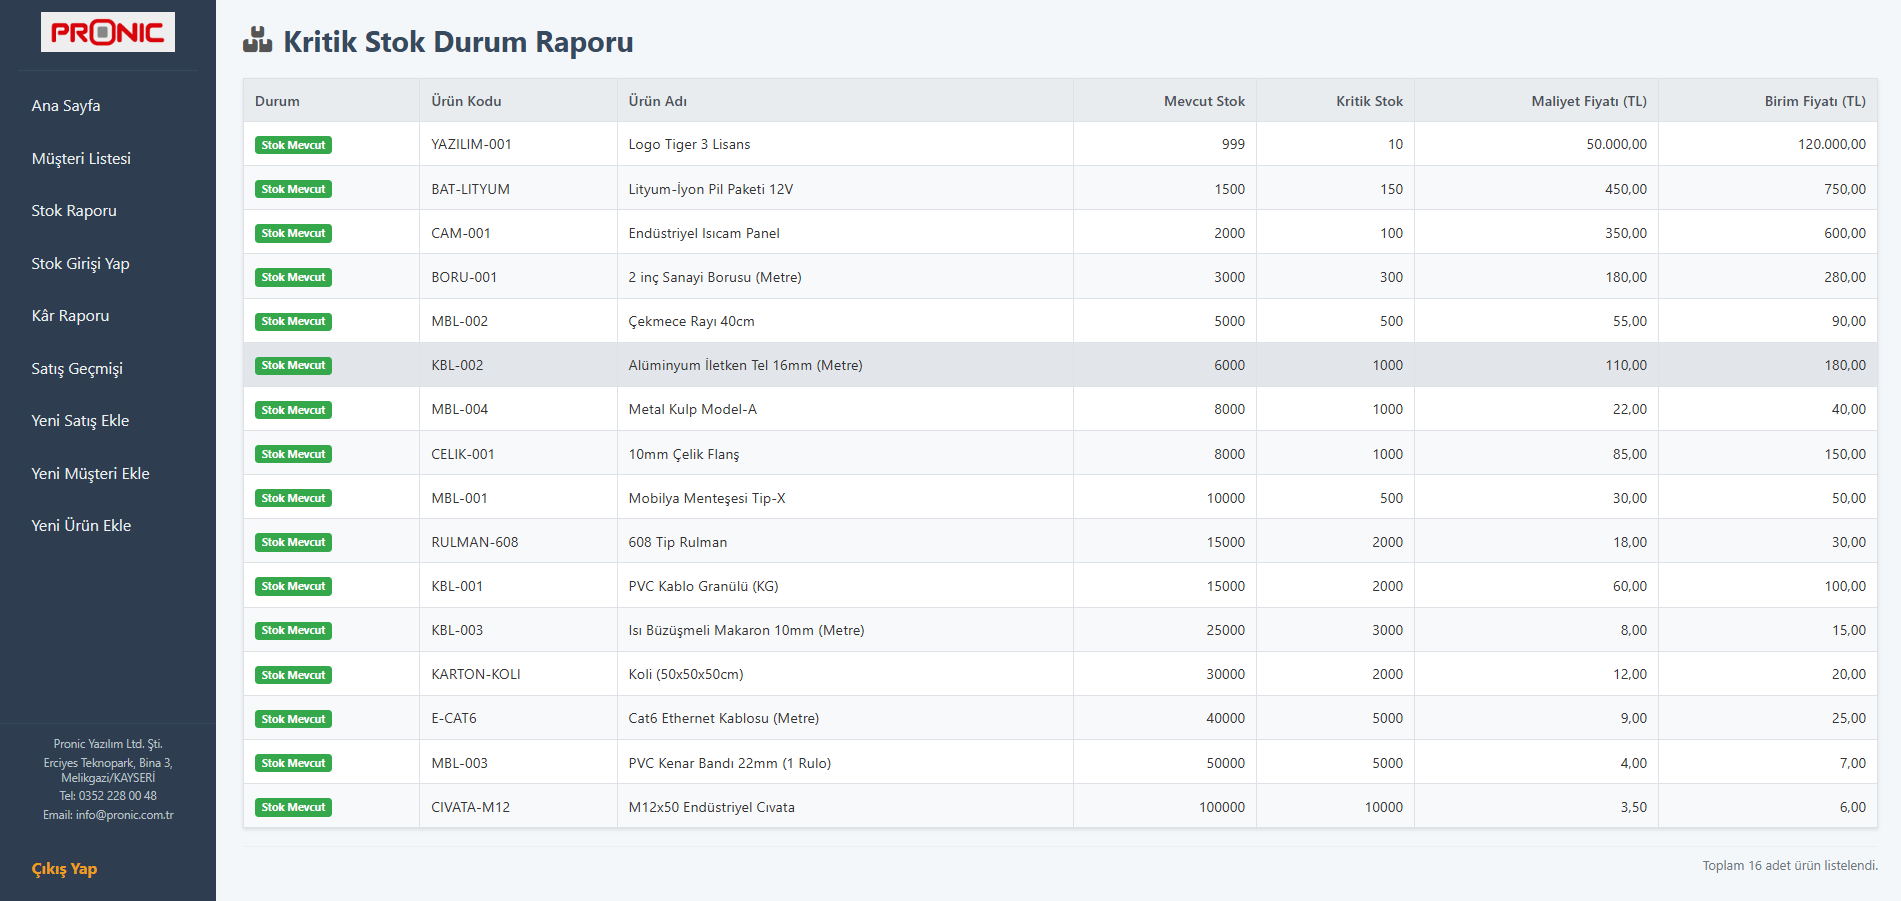 PRONIC
Ana Sayfa
Müşteri Listesi
Stok Raporu
Stok Girişi Yap
Kâr Raporu
Satış Geçmişi
Yeni Satış Ekle
Yeni Müşteri Ekle
Yeni Ürün Ekle
Pronic Yazılım Ltd. Şti.
Erciyes Teknopark, Bina 3,
Melikgazi/KAYSERİ
Tel: 0352 228 00 48
Email: info@pronic.com.tr
Çıkış Yap
Kritik Stok Durum Raporu
Durum Ürün Kodu Ürün Adı Mevcut Stok Kritik Stok Maliyet Fiyatı (TL) Birim Fiyatı (TL)
Stok Mevcut YAZILIM-001 Logo Tiger 3 Lisans 999 10 50.000,00 120.000,00
Stok Mevcut BAT-LITYUM Lityum-İyon Pil Paketi 12V 1500 150 450,00 750,00
Stok Mevcut CAM-001 Endüstriyel Isıcam Panel 2000 100 350,00 600,00
Stok Mevcut BORU-001 2 inç Sanayi Borusu (Metre) 3000 300 180,00 280,00
Stok Mevcut MBL-002 Çekmece Rayı 40cm 5000 500 55,00 90,00
Stok Mevcut KBL-002 Alüminyum İletken Tel 16mm (Metre) 6000 1000 110,00 180,00
Stok Mevcut MBL-004 Metal Kulp Model-A 8000 1000 22,00 40,00
Stok Mevcut CELIK-001 10mm Çelik Flanş 8000 1000 85,00 150,00
Stok Mevcut MBL-001 Mobilya Menteşesi Tip-X 10000 500 30,00 50,00
Stok Mevcut RULMAN-608 608 Tip Rulman 15000 2000 18,00 30,00
Stok Mevcut KBL-001 PVC Kablo Granülü (KG) 15000 2000 60,00 100,00
Stok Mevcut KBL-003 Isı Büzüşmeli Makaron 10mm (Metre) 25000 3000 8,00 15,00
Stok Mevcut KARTON-KOLI Koli (50x50x50cm) 30000 2000 12,00 20,00
Stok Mevcut E-CAT6 Cat6 Ethernet Kablosu (Metre) 40000 5000 9,00 25,00
Stok Mevcut MBL-003 PVC Kenar Bandı 22mm (1 Rulo) 50000 5000 4,00 7,00
Stok Mevcut CIVATA-M12 M12x50 Endüstriyel Cıvata 100000 10000 3,50 6,00
Toplam 16 adet ürün listelendi.